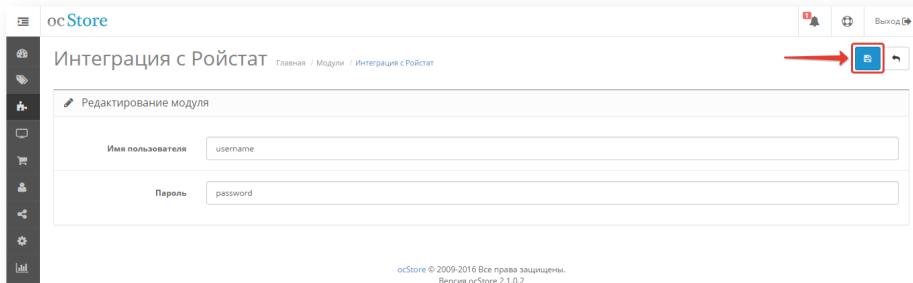 ocStore
1
Выход
Интеграция с Ройстат Главная / Модули / Интеграция с Ройстат
Редактирование модуля
Имя пользователя username
Пароль password
ocStore © 2009-2016 Все права защищены.
Версия ocStore 2.1.0.2